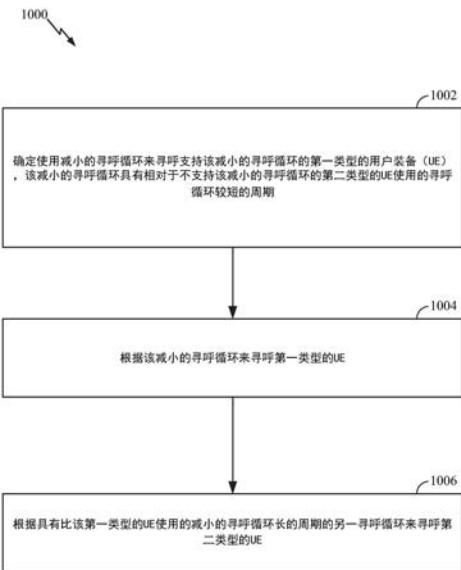 1000
1002
确定使用减小的寻呼循环来寻呼支持该减小的寻呼循环的第一类型的用户装备（UE）
，该减小的寻呼循环具有相对于不支持该减小的寻呼循环的第二类型的UE使用的寻呼
循环较短的周期
1004
根据该减小的寻呼循环来寻呼第一类型的UE
1006
根据具有比该第一类型的UE使用的减小的寻呼循环长的周期的另一寻呼循环来寻呼第
二类型的UE